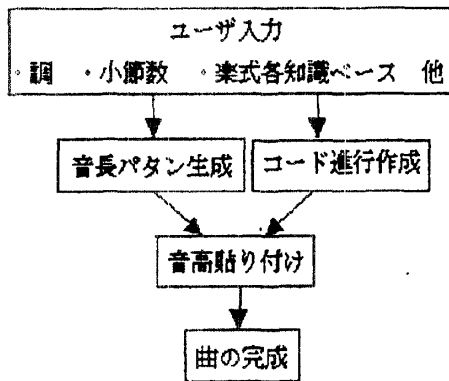 ユーザ入力
・調 ・小節数 ・楽式各知識ベース 他
音長パタン生成 コード進行作成
音高貼り付け
曲の完成